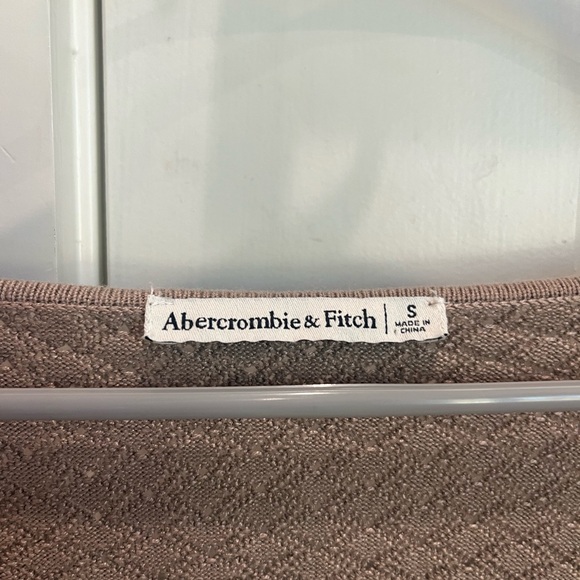 Abercrombie & Fitch
S
MADE IN
CHINA